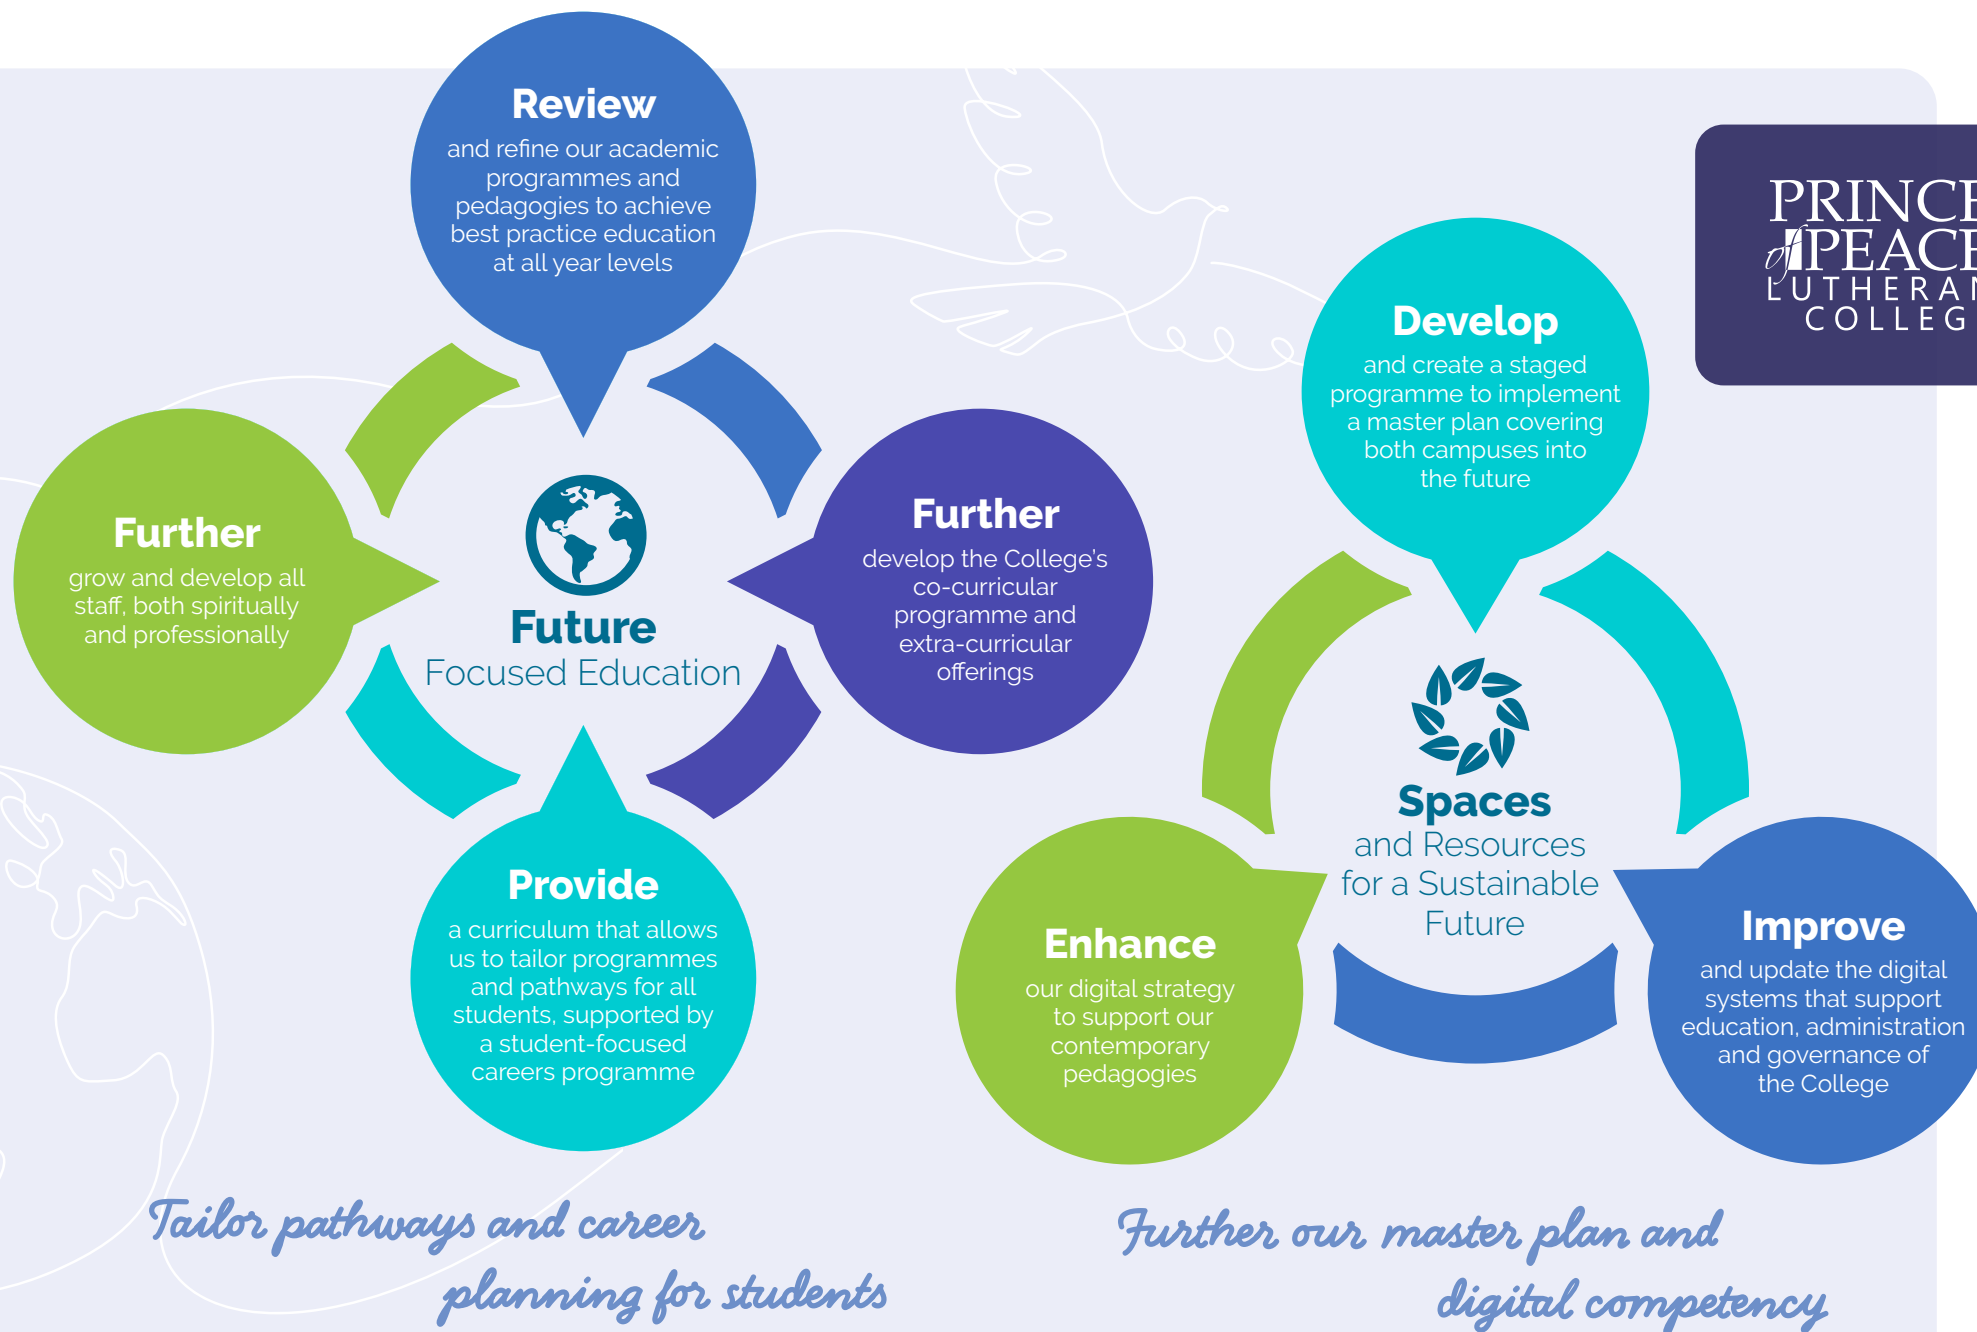 Review
and refine our academic
programmes and
pedagogies to achieve
best practice education
at all year levels
Further
grow and develop all
staff, both spiritually
and professionally
Future
Focused Education
Further
develop the College's
co-curricular
programme and
extra-curricular
offerings
Provide
a curriculum that allows
us to tailor programmes
and pathways for all
students, supported by
a student-focused
careers programme
Tailor pathways and career
planning for students
PRINCE
of PEACE
LUTHERAN
COLLEG
Develop
and create a staged
programme to implement
a master plan covering
both campuses into
the future
Spaces
and Resources
for a Sustainable
Future
Enhance
our digital strategy
to support our
contemporary
pedagogies
Improve
and update the digital
systems that support
education, administration
and governance of
the College
Further our master plan and
digital competency